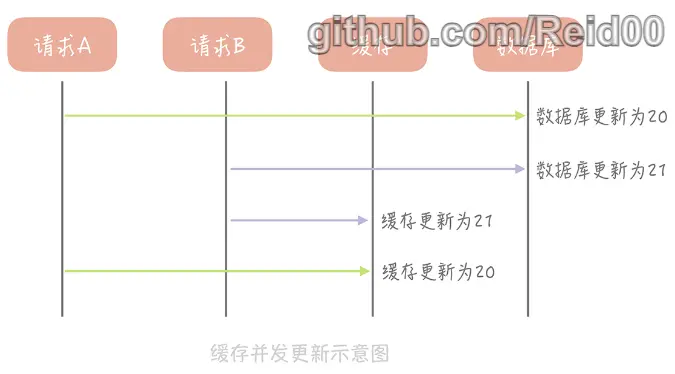 请求A
请求B
缓存
数据库
github.com/Reid00
数据库更新为20
数据库更新为21
缓存更新为21
缓存更新为20
缓存并发更新示意图